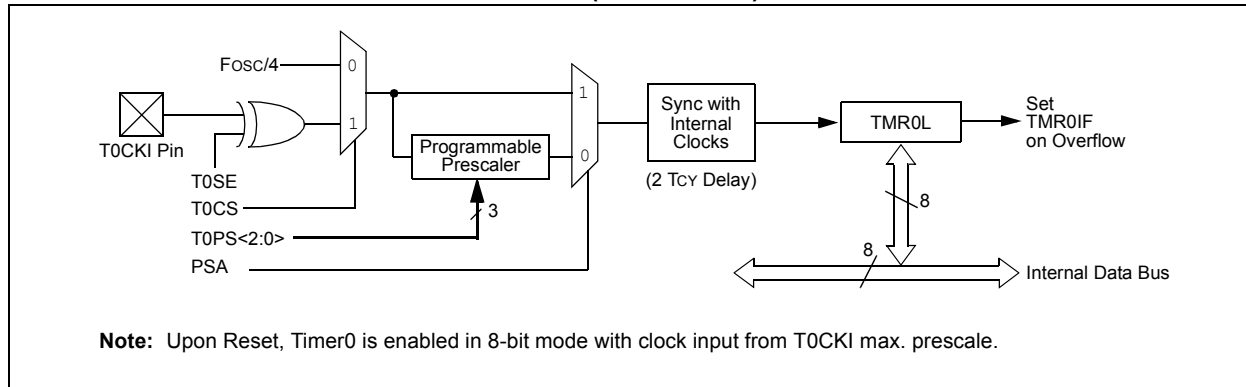 FOSC/4
0
1
T0CKI Pin
T0SE
T0CS
T0PS<2:0>
PSA
Programmable
Prescaler
3
1
0
Sync with
Internal
Clocks
(2 TCY Delay)
TMR0L
Set
TMR0IF
on Overflow
8
8
Internal Data Bus
Note: Upon Reset, Timer0 is enabled in 8-bit mode with clock input from T0CKI max. prescale.